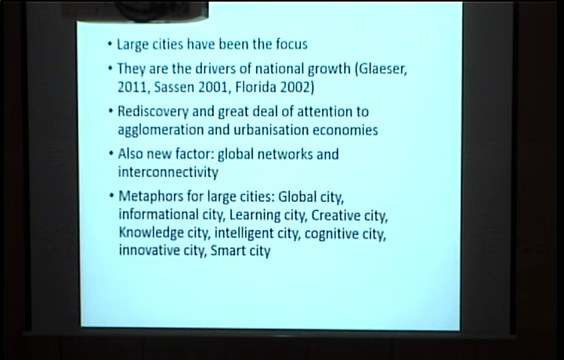 • Large cities have been the focus
• They are the drivers of national growth (Glaeser,
2011, Sassen 2001, Florida 2002)
• Rediscovery and great deal of attention to
agglomeration and urbanisation economies
• Also new factor: global networks and
interconnectivity
• Metaphors for large cities: Global city,
informational city, Learning city, Creative city,
Knowledge city, intelligent city, cognitive city,
innovative city, Smart city